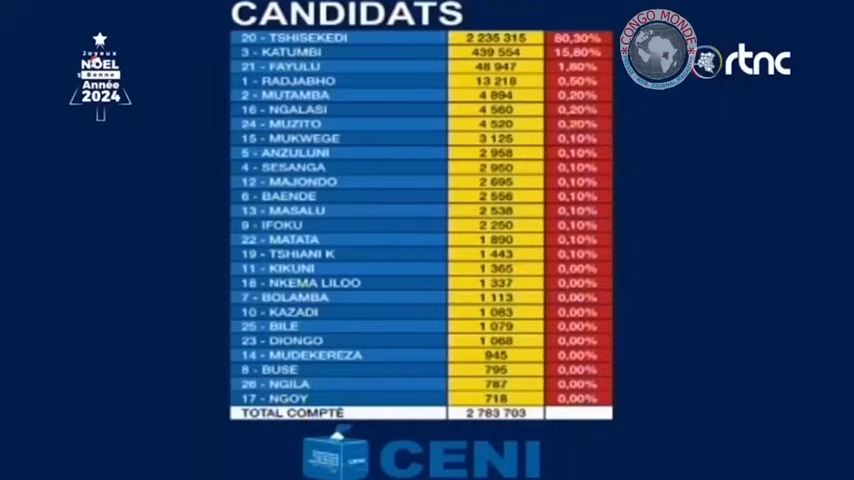 CANDIDATS
20 - TSHISEKEDI 2 235 315 80,30%
3 - KATUMBI 439 554 15,80%
21 - FAYULU 48 947 1,80%
1 - RADJABHO 13 218 0,50%
2 - MUTAMBA 4 894 0,20%
16 - NGALASI 4 560 0,20%
24 - MUZITO 4 520 0,20%
15 - MUKWEGE 3 125 0,10%
5 - ANZULUNI 2 958 0,10%
4 - SESANGA 2 950 0,10%
12 - MAJONDO 2 695 0,10%
6 - BAENDE 2 556 0,10%
13 - MASALU 2 538 0,10%
9 - IFOKU 2 250 0,10%
22 - MATATA 1 890 0,10%
19 - TSHIANI K 1 443 0,10%
11 - KIKUNI 1 365 0,00%
18 - NKEMA LILOO 1 337 0,00%
7 - BOLAMBA 1 113 0,00%
10 - KAZADI 1 083 0,00%
25 - BILE 1 079 0,00%
23 - DIONGO 1 068 0,00%
14 - MUDEKEREZA 945 0,00%
8 - BUSE 795 0,00%
26 - NGILA 787 0,00%
17 - NGOY 718 0,00%
TOTAL COMPTÉ 2 783 703
CENI
Joyeux
NOEL
Bonne
Année
2024
CONGO MONDE
rtnc